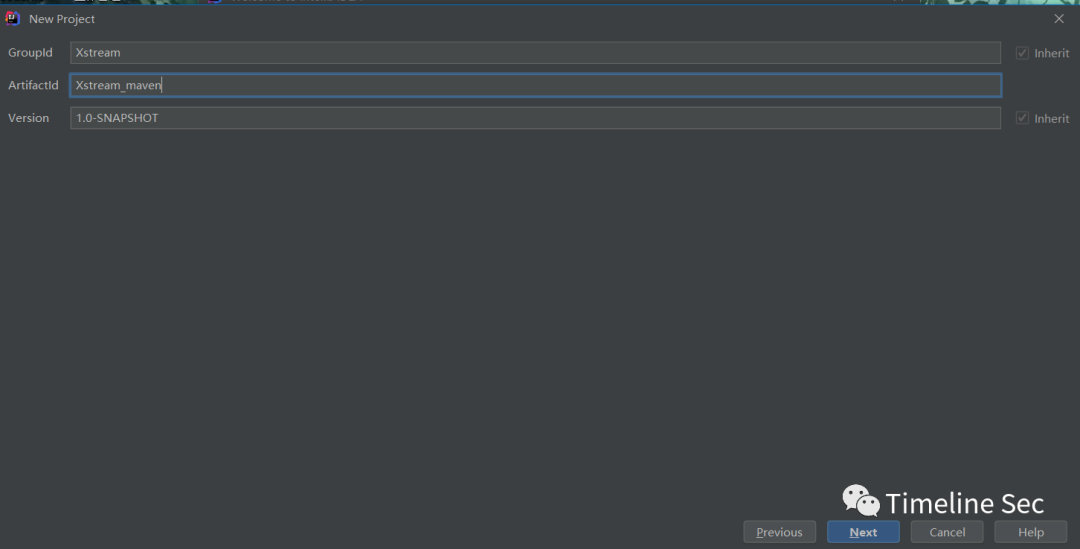 New Project
GroupId Xstream Inherit
ArtifactId Xstream_maven
Version 1.0-SNAPSHOT Inherit
Timeline Sec
Previous Next Cancel Help